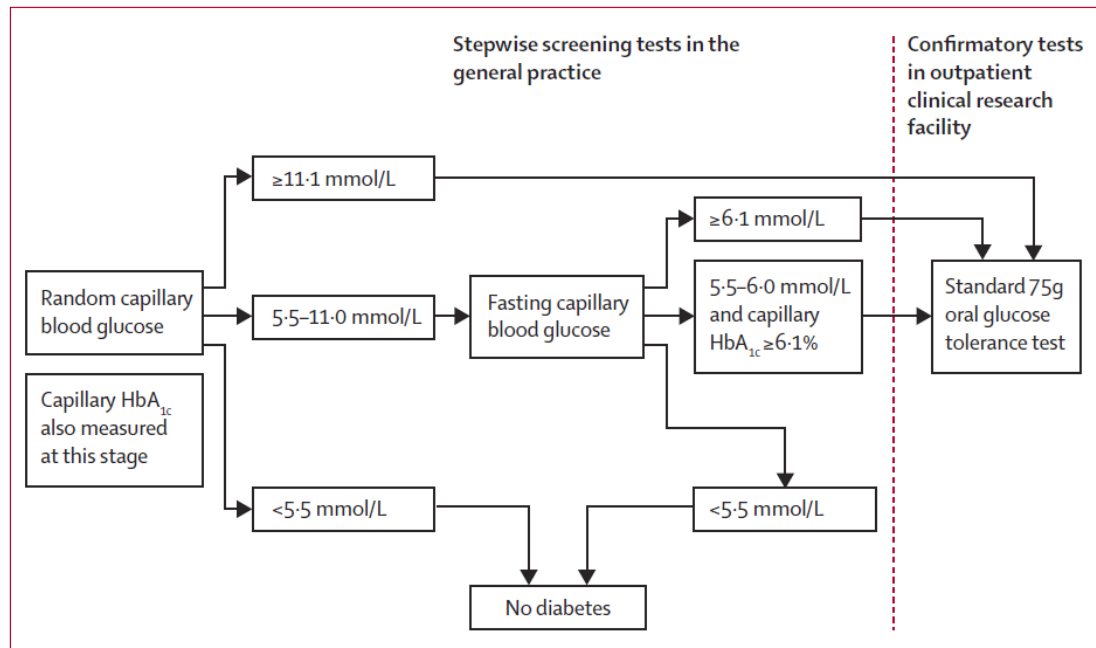 Stepwise screening tests in the
general practice
Confirmatory tests
in outpatient
clinical research
facility
≥11·1 mmol/L
≥6·1 mmol/L
Random capillary
blood glucose
5·5–11·0 mmol/L
Fasting capillary
blood glucose
5·5–6·0 mmol/L
and capillary
HbA1c ≥6·1%
Standard 75g
oral glucose
tolerance test
Capillary HbA1c
also measured
at this stage
<5·5 mmol/L
<5·5 mmol/L
No diabetes